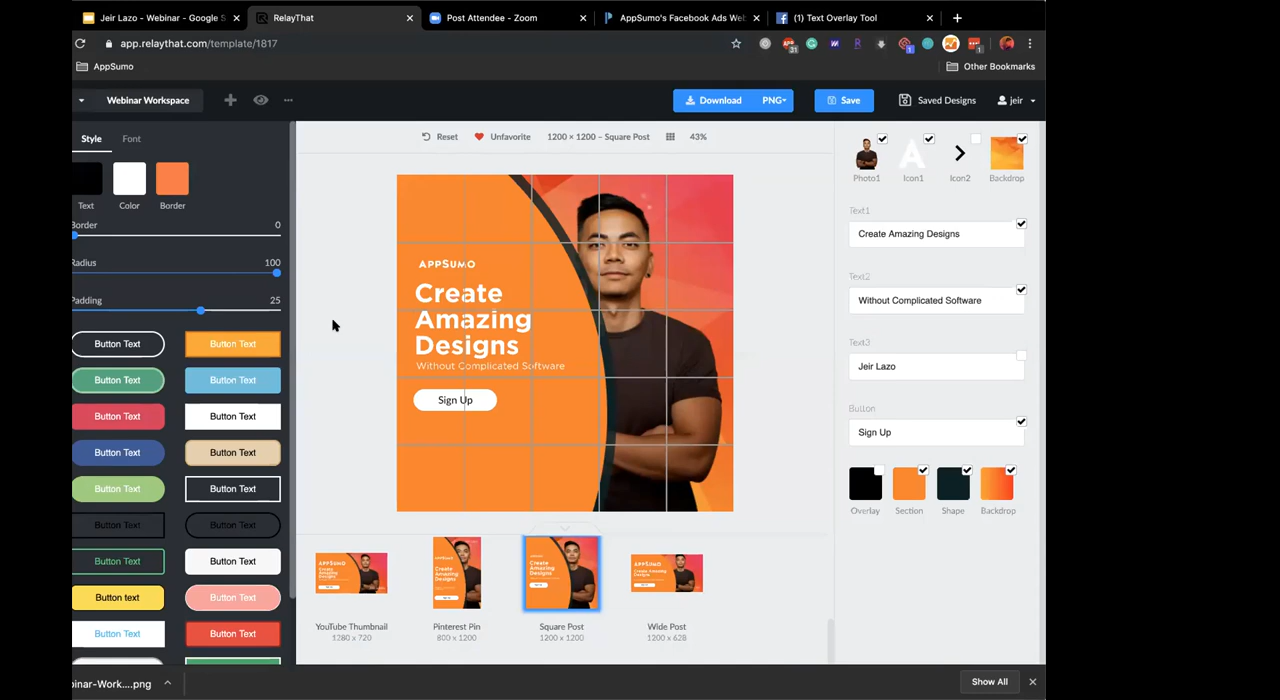 Jeir Lazo - Webinar - Google S
RelayThat
Post Attendee - Zoom
AppSumo's Facebook Ads Web
(1) Text Overlay Tool
app.relaythat.com/template/1817
AppSumo
Other Bookmarks
Webinar Workspace
Download PNG
Save
Saved Designs
jeir
Style
Font
Reset
Unfavorite
1200 × 1200 – Square Post
43%
Text
Color
Border
Border 0
Radius 100
Padding 25
Button Text
Button Text
Button Text
Button Text
Button Text
Button Text
Button Text
Button Text
Button Text
Button Text
Button Text
Button Text
Button Text
Button Text
Button text
Button Text
Button Text
Button Text
APPSUMO
Create
Amazing
Designs
Without Complicated Software
Sign Up
YouTube Thumbnail
1280 x 720
Pinterest Pin
800 x 1200
Square Post
1200 x 1200
Wide Post
1200 x 628
Photo1
Icon1
Icon2
Backdrop
Text1
Create Amazing Designs
Text2
Without Complicated Software
Text3
Jeir Lazo
Button
Sign Up
Overlay
Section
Shape
Backdrop
binar-Work....png
Show All